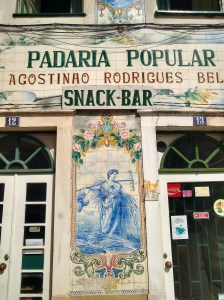 PADARIA POPULAR
AGOSTINHO RODRIGUES BEL
SNACK-BAR
12
13